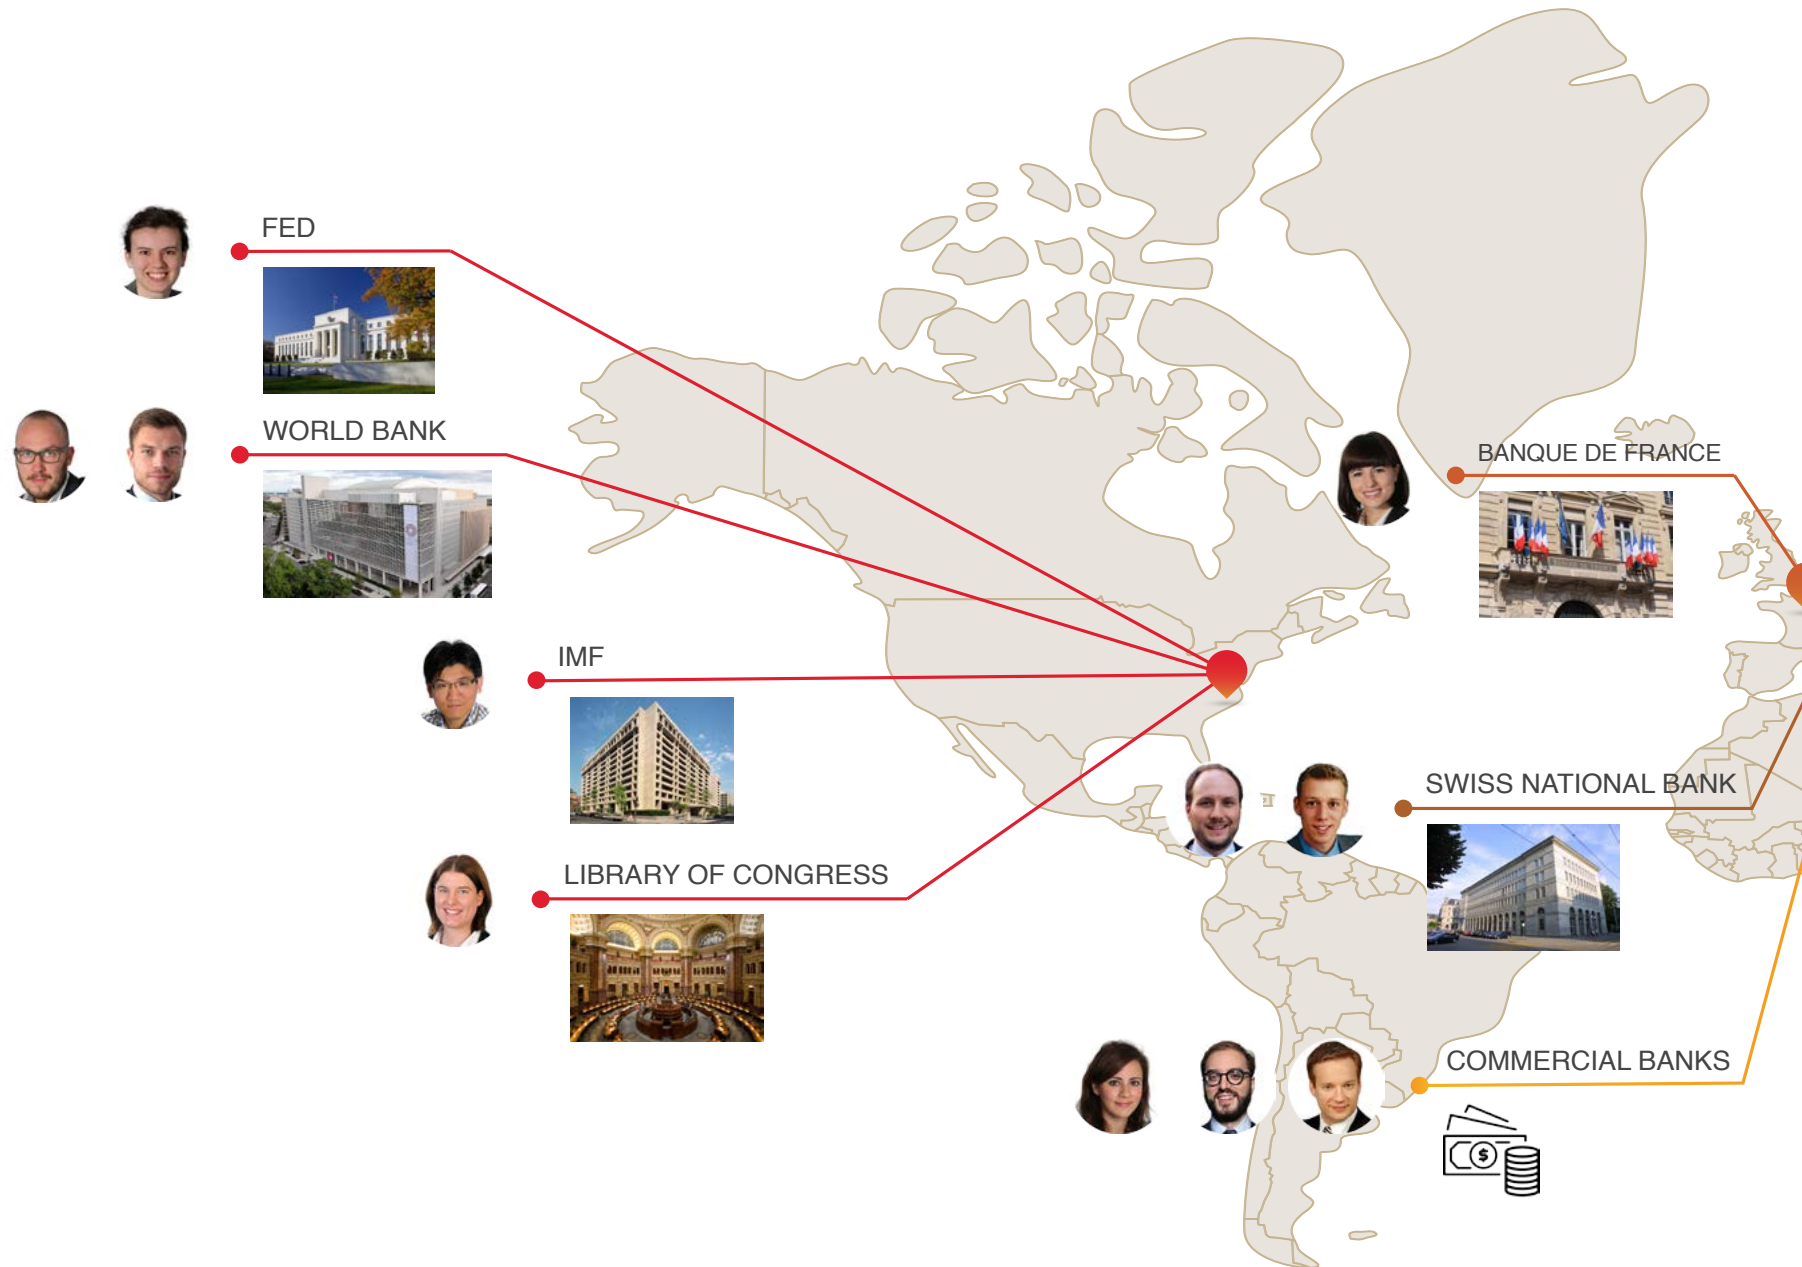 FED
WORLD BANK
BANQUE DE FRANCE
IMF
SWISS NATIONAL BANK
LIBRARY OF CONGRESS
COMMERCIAL BANKS
$